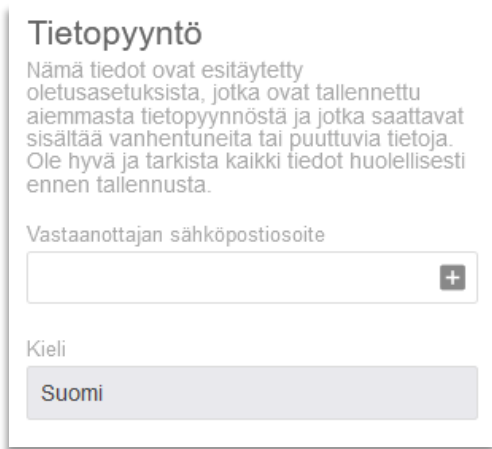 Tietopyyntö
Nämä tiedot ovat esitäytetty
oletusasetuksista, jotka ovat tallennettu
aiemmasta tietopyynnöstä ja jotka saattavat
sisältää vanhentuneita tai puuttuvia tietoja.
Ole hyvä ja tarkista kaikki tiedot huolellisesti
ennen tallennusta.
Vastaanottajan sähköpostiosoite
Kieli
Suomi